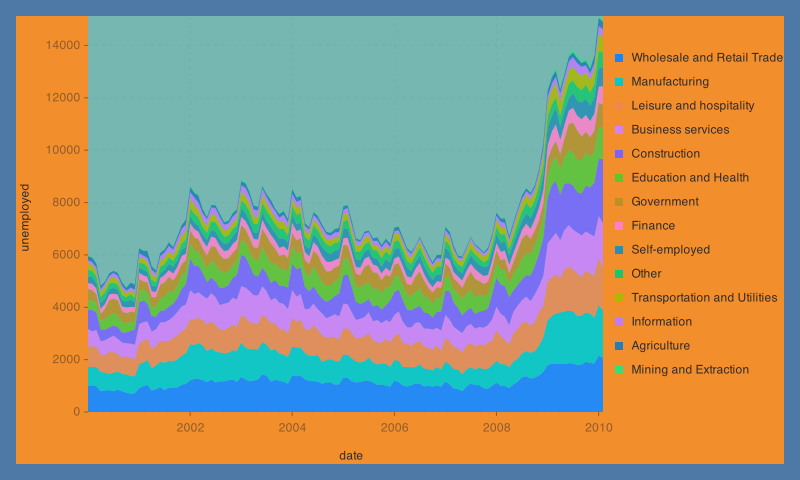 14000
12000
10000
8000
6000
4000
2000
0
unemployed
2002
2004
2006
2008
2010
date
Wholesale and Retail Trade
Manufacturing
Leisure and hospitality
Business services
Construction
Education and Health
Government
Finance
Self-employed
Other
Transportation and Utilities
Information
Agriculture
Mining and Extraction